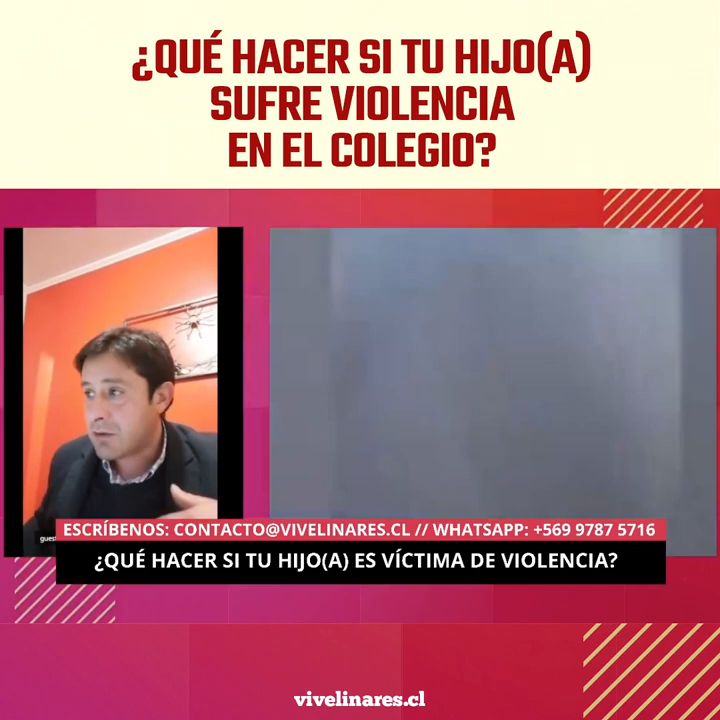 ¿QUÉ HACER SI TU HIJO(A)
SUFRE VIOLENCIA
EN EL COLEGIO?
gues
ESCRÍBENOS: CONTACTO@VIVELINARES.CL // WHATSAPP: +569 9787 5716
¿QUÉ HACER SI TU HIJO(A) ES VÍCTIMA DE VIOLENCIA?
vivelinares.cl